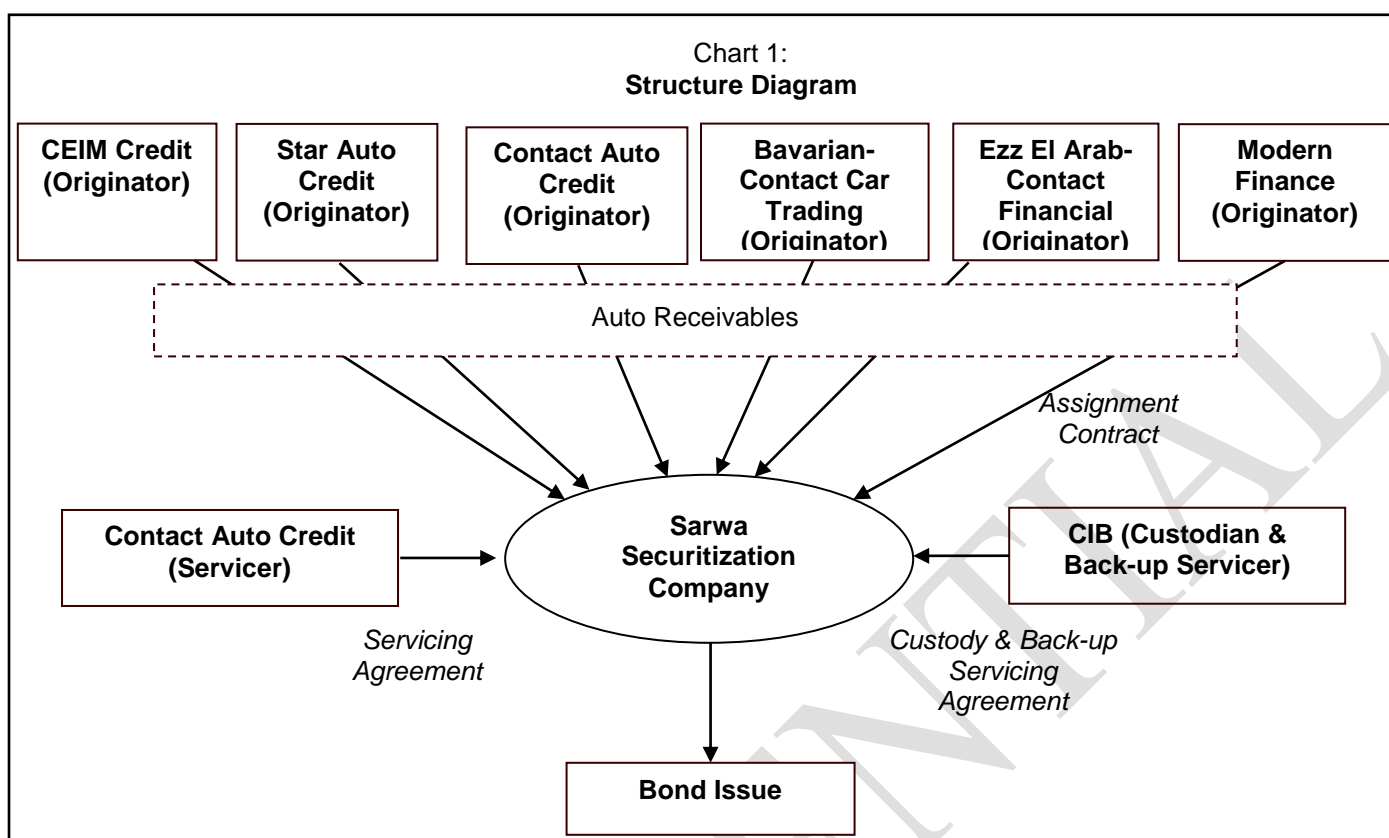 Chart 1:
Structure Diagram
CEIM Credit
(Originator)
Star Auto
Credit
(Originator)
Contact Auto
Credit
(Originator)
Bavarian-
Contact Car
Trading
(Originator)
Ezz El Arab-
Contact
Financial
(Originator)
Modern
Finance
(Originator)
Auto Receivables
Assignment
Contract
Contact Auto Credit
(Servicer)
Sarwa
Securitization
Company
CIB (Custodian &
Back-up Servicer)
Servicing
Agreement
Custody & Back-up
Servicing
Agreement
Bond Issue
NTIAL